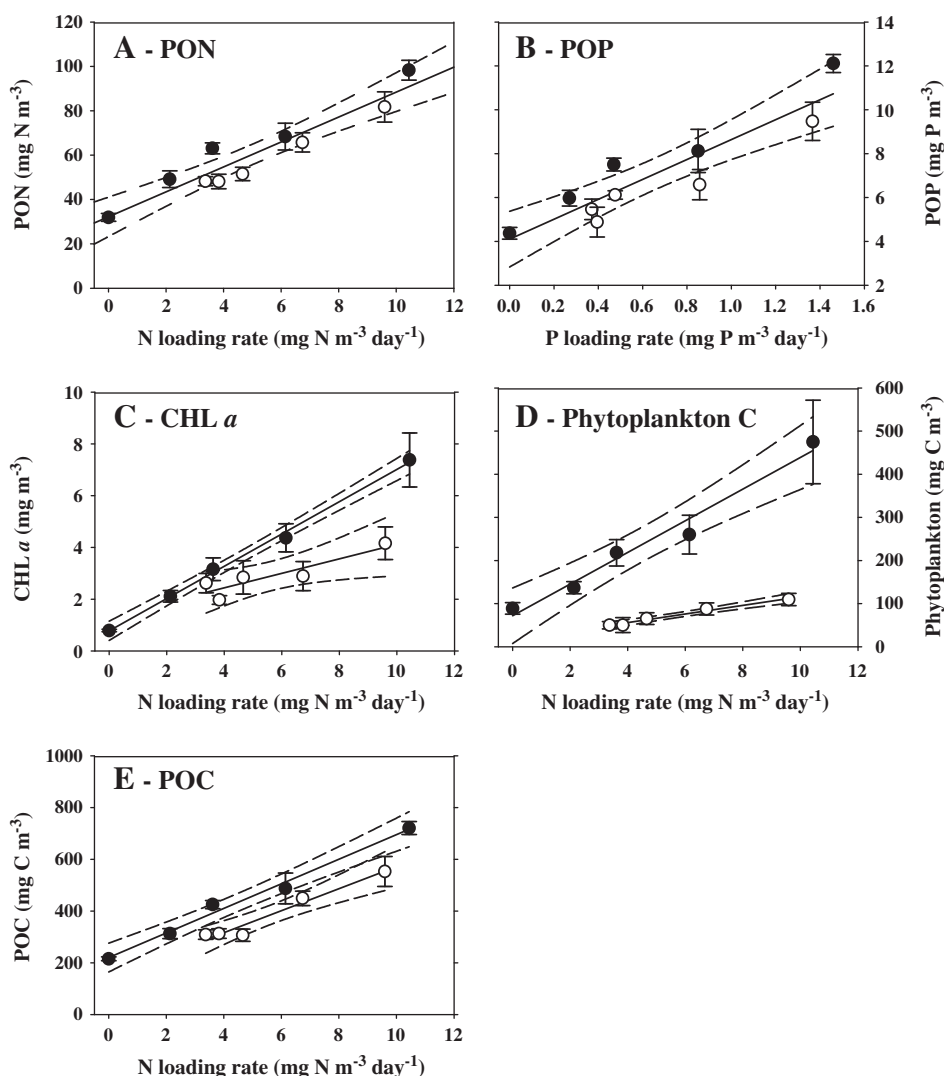 A - PON
PON (mg N m-3)
120
100
80
60
40
20
0
0 2 4 6 8 10 12
N loading rate (mg N m-3 day-1)
B - POP
POP (mg P m-3)
14
12
10
8
6
4
2
0.0 0.2 0.4 0.6 0.8 1.0 1.2 1.4 1.6
P loading rate (mg P m-3 day-1)
C - CHL a
CHL a (mg m-3)
10
8
6
4
2
0
0 2 4 6 8 10 12
N loading rate (mg N m-3 day-1)
D - Phytoplankton C
Phytoplankton (mg C m-3)
600
500
400
300
200
100
0
0 2 4 6 8 10 12
N loading rate (mg N m-3 day-1)
E - POC
POC (mg C m-3)
1000
800
600
400
200
0
0 2 4 6 8 10 12
N loading rate (mg N m-3 day-1)